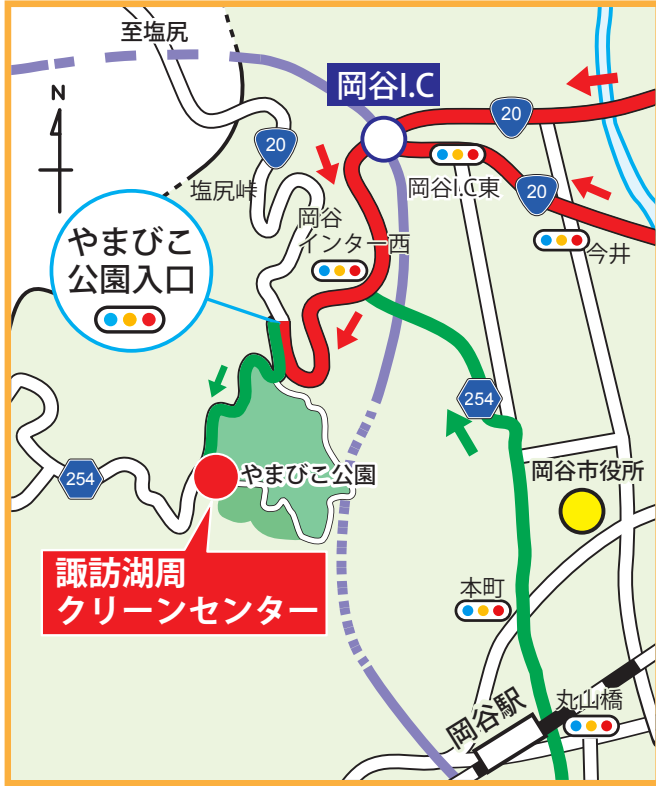 至塩尻
N
岡谷I.C
20
20
塩尻峠
岡谷I.C東
20
岡谷
インター西
今井
やまびこ
公園入口
254
やまびこ公園
254
岡谷市役所
諏訪湖周
クリーンセンター
本町
岡谷駅
丸山橋